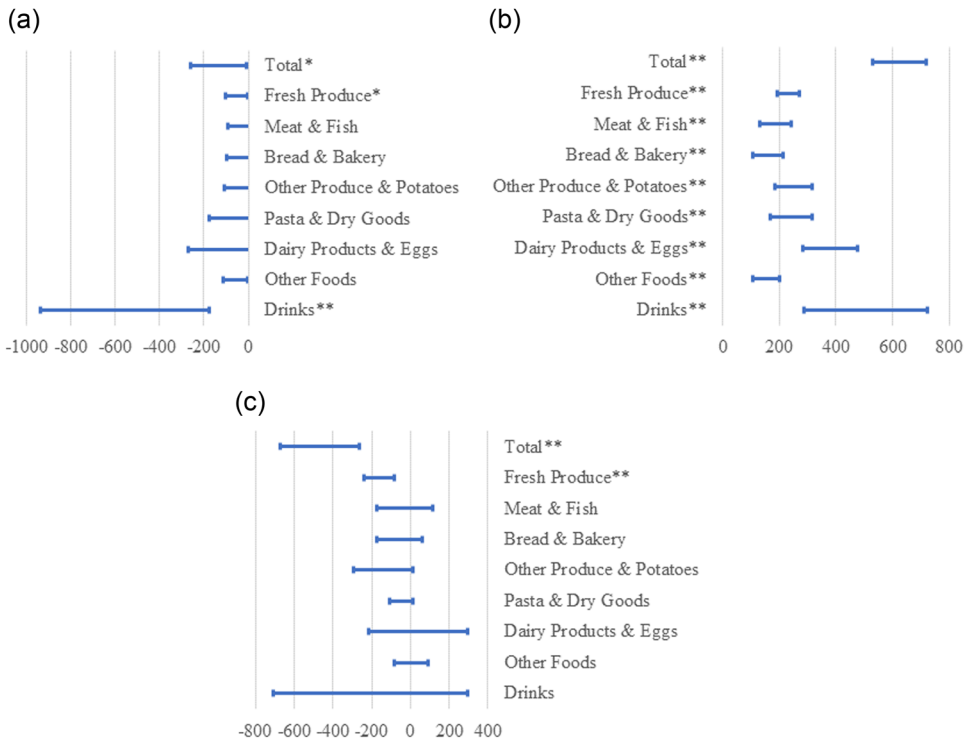 (a)
Total*
Fresh Produce*
Meat & Fish
Bread & Bakery
Other Produce & Potatoes
Pasta & Dry Goods
Dairy Products & Eggs
Other Foods
Drinks**
-1000 -800 -600 -400 -200 0
(b)
Total**
Fresh Produce**
Meat & Fish**
Bread & Bakery**
Other Produce & Potatoes**
Pasta & Dry Goods**
Dairy Products & Eggs**
Other Foods**
Drinks**
0 200 400 600 800
(c)
Total**
Fresh Produce**
Meat & Fish
Bread & Bakery
Other Produce & Potatoes
Pasta & Dry Goods
Dairy Products & Eggs
Other Foods
Drinks
-800 -600 -400 -200 0 200 400